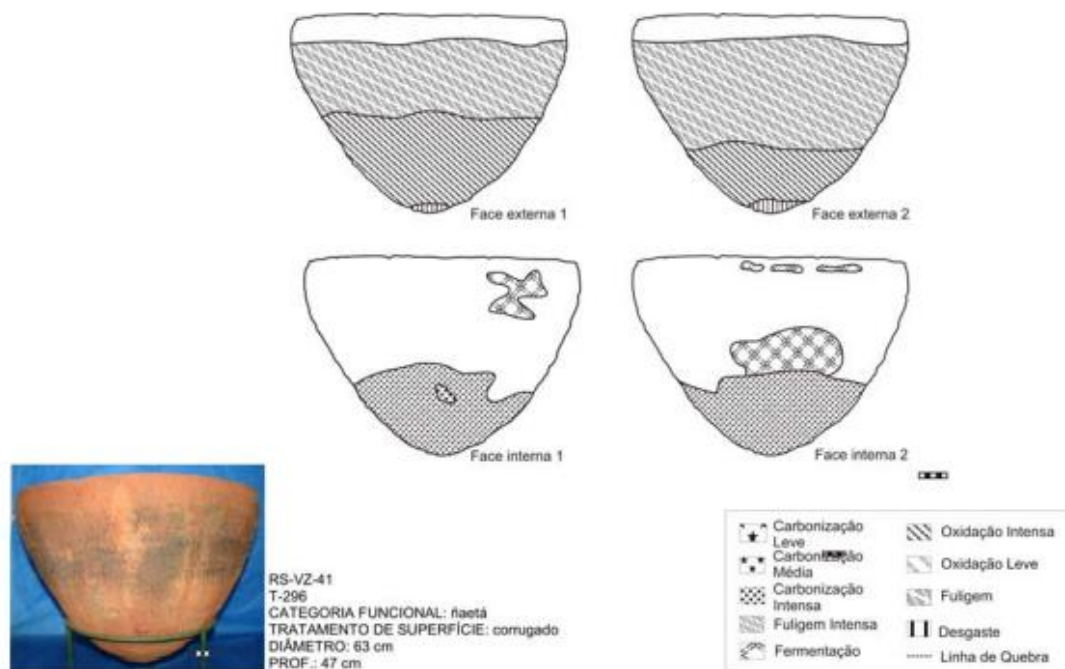 Face externa 1
Face externa 2
Face interna 1
Face interna 2
RS-VZ-41
T-296
CATEGORIA FUNCIONAL: ñaetá
TRATAMENTO DE SUPERFÍCIE: corrugado
DIÂMETRO: 63 cm
PROF.: 47 cm
Carbonização
Leve
Carbonização
Média
Carbonização
Intensa
Fuligem Intensa
Fermentação
Oxidação Intensa
Oxidação Leve
Fuligem
Desgaste
Linha de Quebra